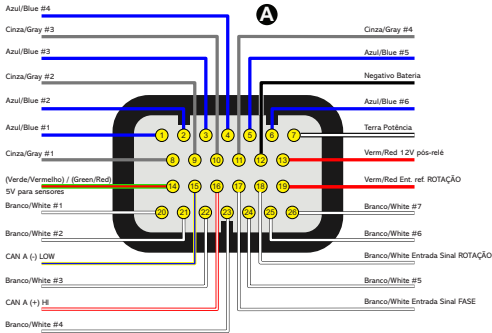 A
Azul/Blue #4
Cinza/Gray #3
Azul/Blue #3
Cinza/Gray #2
Azul/Blue #2
Azul/Blue #1
Cinza/Gray #1
(Verde/Vermelho) / (Green/Red)
5V para sensores
Branco/White #1
Branco/White #2
CAN A (-) LOW
Branco/White #3
CAN A (+) HI
Branco/White #4
1 2 3 4 5 6 7
8 9 10 11 12 13
14 15 16 17 18 19
20 21 22 23 24 25 26
Cinza/Gray #4
Azul/Blue #5
Negativo Bateria
Azul/Blue #6
Terra Potência
Verm/Red 12V pós-relé
Verm/Red Ent. ref. ROTAÇÃO
Branco/White #7
Branco/White #6
Branco/White Entrada Sinal ROTAÇÃO
Branco/White #5
Branco/White Entrada Sinal FASE